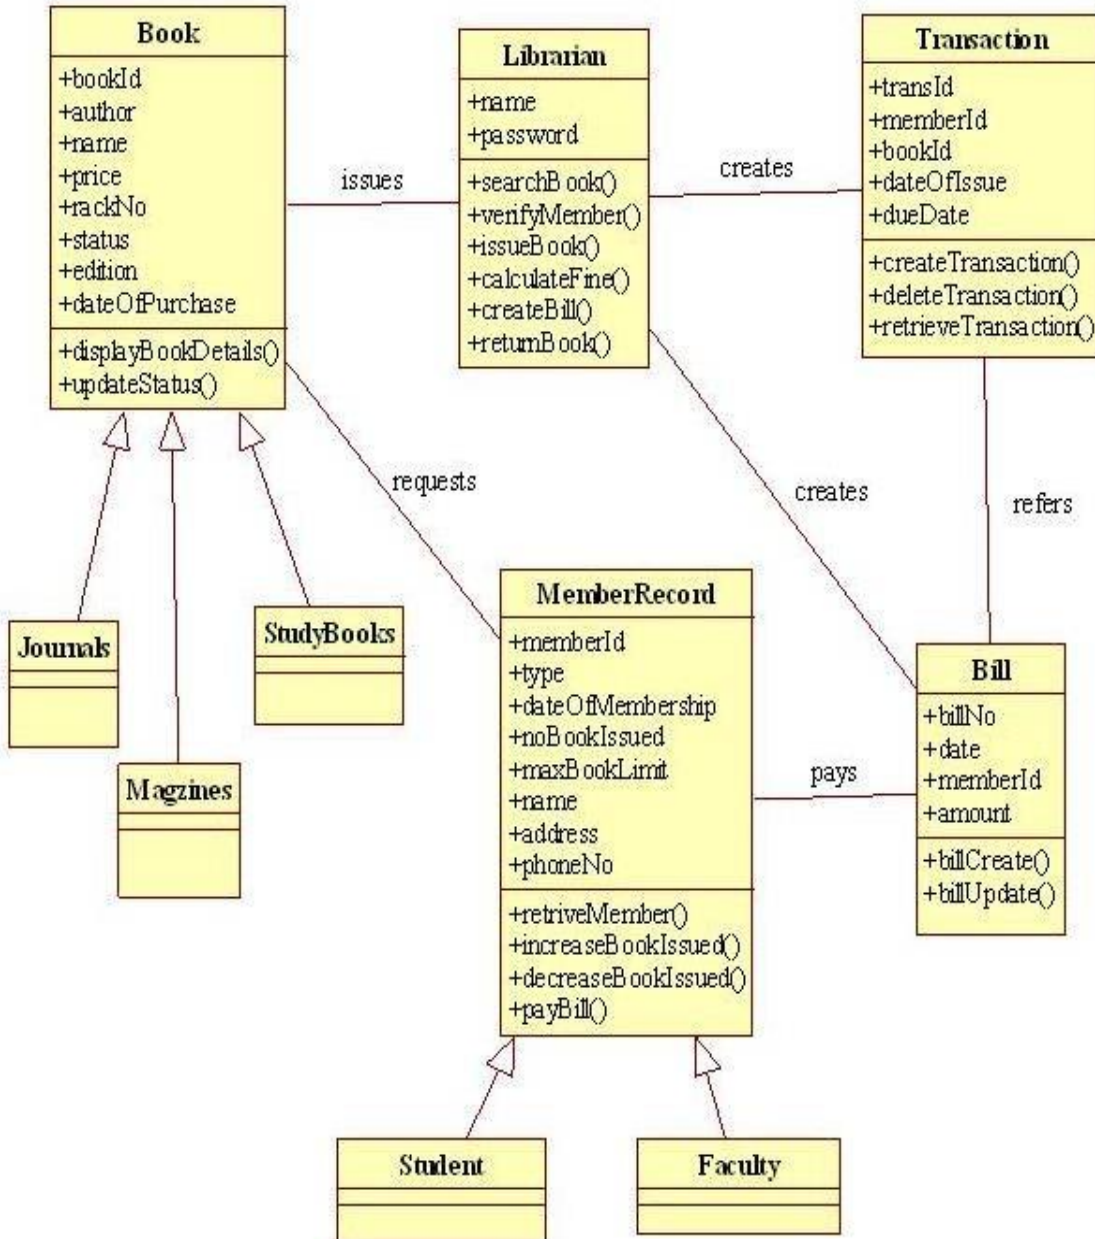 Book
+bookId
+author
+name
+price
+rackNo
+status
+edition
+dateOfPurchase
+displayBookDetails()
+updateStatus()
issues
Librarian
+name
+password
+searchBook()
+verifyMember()
+issueBook()
+calculateFine()
+createBill()
+returnBook()
creates
Transaction
+transId
+memberId
+bookId
+dateOfIssue
+dueDate
+createTransaction()
+deleteTransaction()
+retrieveTransaction()
requests
creates
refers
Journals
Magzines
StudyBooks
MemberRecord
+memberId
+type
+dateOfMembership
+noBookIssued
+maxBookLimit
+name
+address
+phoneNo
+retriveMember()
+increaseBookIssued()
+decreaseBookIssued()
+payBill()
pays
Bill
+billNo
+date
+memberId
+amount
+billCreate()
+billUpdate()
Student
Faculty